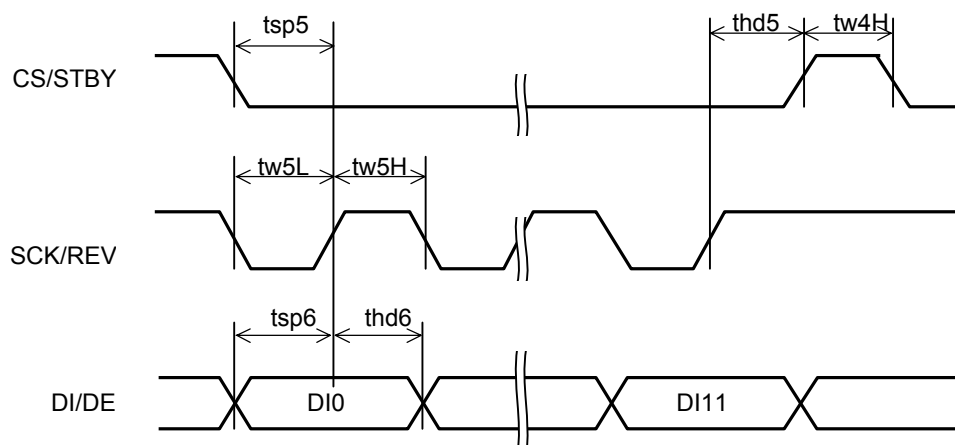 tsp5
thd5
tw4H
CS/STBY
tw5L
tw5H
SCK/REV
tsp6
thd6
DI/DE
DI0
DI11